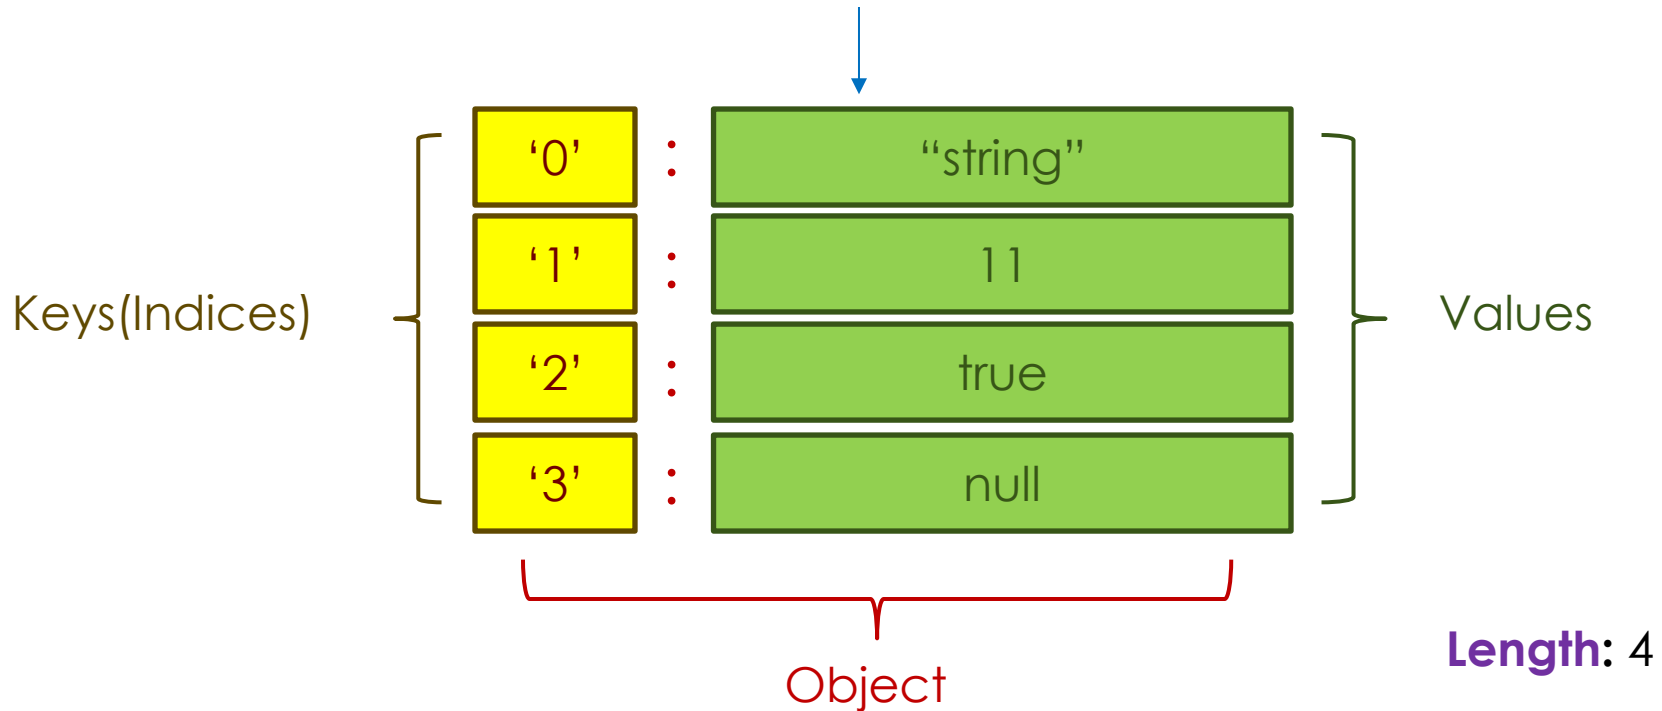 ‘0’ : “string”
‘1’ : 11
Keys(Indices)
Values
‘2’ : true
‘3’ : null
Object
Length: 4